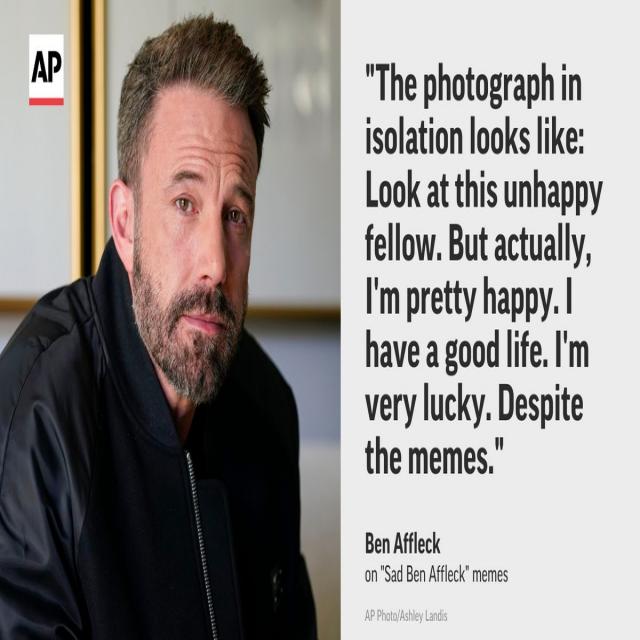 AP
"The photograph in
isolation looks like:
Look at this unhappy
fellow. But actually,
I'm pretty happy. I
have a good life. I'm
very lucky. Despite
the memes."
Ben Affleck
on "Sad Ben Affleck" memes
AP Photo/Ashley Landis